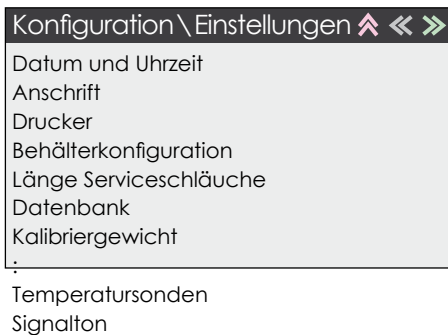 Konfiguration \ Einstellungen
Datum und Uhrzeit
Anschrift
Drucker
Behälterkonfiguration
Länge Serviceschläuche
Datenbank
Kalibriergewicht
:
Temperatursonden
Signalton